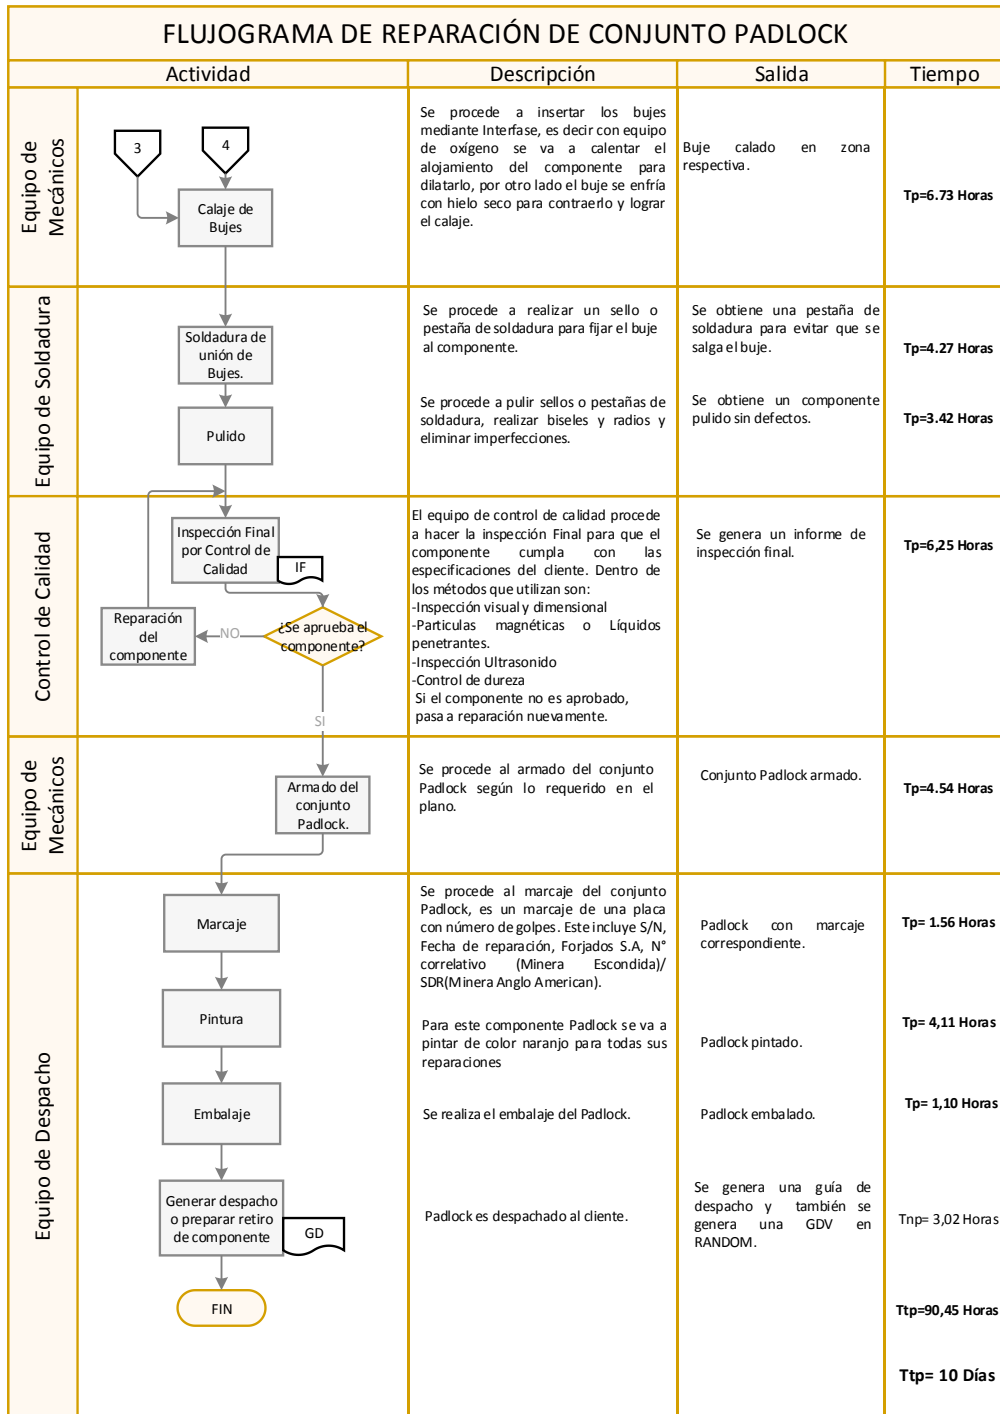 FLUJOGRAMA DE REPARACIÓN DE CONJUNTO PADLOCK
Actividad
Descripción
Salida
Tiempo
Equipo de
Mecánicos
3
4
Calaje de
Bujes
Se procede a insertar los bujes
mediante Interfase, es decir con equipo
de oxígeno se va a calentar el
alojamiento del componente para
dilatarlo, por otro lado el buje se enfría
con hielo seco para contraerlo y lograr
el calaje.
Buje calado en zona
respectiva.
Tp=6.73 Horas
Equipo de Soldadura
Soldadura de
unión de
Bujes.
Se procede a realizar un sello o
pestaña de soldadura para fijar el buje
al componente.
Se obtiene una pestaña de
soldadura para evitar que se
salga el buje.
Tp=4.27 Horas
Pulido
Se procede a pulir sellos o pestañas de
soldadura, realizar biseles y radios y
eliminar imperfecciones.
Se obtiene un componente
pulido sin defectos.
Tp=3.42 Horas
Control de Calidad
Inspección Final
por Control de
Calidad
IF
¿Se aprueba el
componente?
NO
Reparación
del
componente
SI
El equipo de control de calidad procede
a hacer la inspección Final para que el
componente cumpla con las
especificaciones del cliente. Dentro de
los métodos que utilizan son:
-Inspección visual y dimensional
-Particulas magnéticas o Líquidos
penetrantes.
-Inspección Ultrasonido
-Control de dureza
Si el componente no es aprobado,
pasa a reparación nuevamente.
Se genera un informe de
inspección final.
Tp=6,25 Horas
Equipo de
Mecánicos
Armado del
conjunto
Padlock.
Se procede al armado del conjunto
Padlock según lo requerido en el
plano.
Conjunto Padlock armado.
Tp=4.54 Horas
Equipo de Despacho
Marcaje
Se procede al marcaje del conjunto
Padlock, es un marcaje de una placa
con número de golpes. Este incluye S/N,
Fecha de reparación, Forjados S.A, N°
correlativo (Minera Escondida)/
SDR(Minera Anglo American).
Padlock con marcaje
correspondiente.
Tp= 1.56 Horas
Pintura
Para este componente Padlock se va a
pintar de color naranjo para todas sus
reparaciones
Padlock pintado.
Tp= 4,11 Horas
Embalaje
Se realiza el embalaje del Padlock.
Padlock embalado.
Tp= 1,10 Horas
Generar despacho
o preparar retiro
de componente
GD
Padlock es despachado al cliente.
Se genera una guía de
despacho y también se
genera una GDV en
RANDOM.
Tnp= 3,02 Horas
FIN
Ttp=90,45 Horas
Ttp= 10 Días